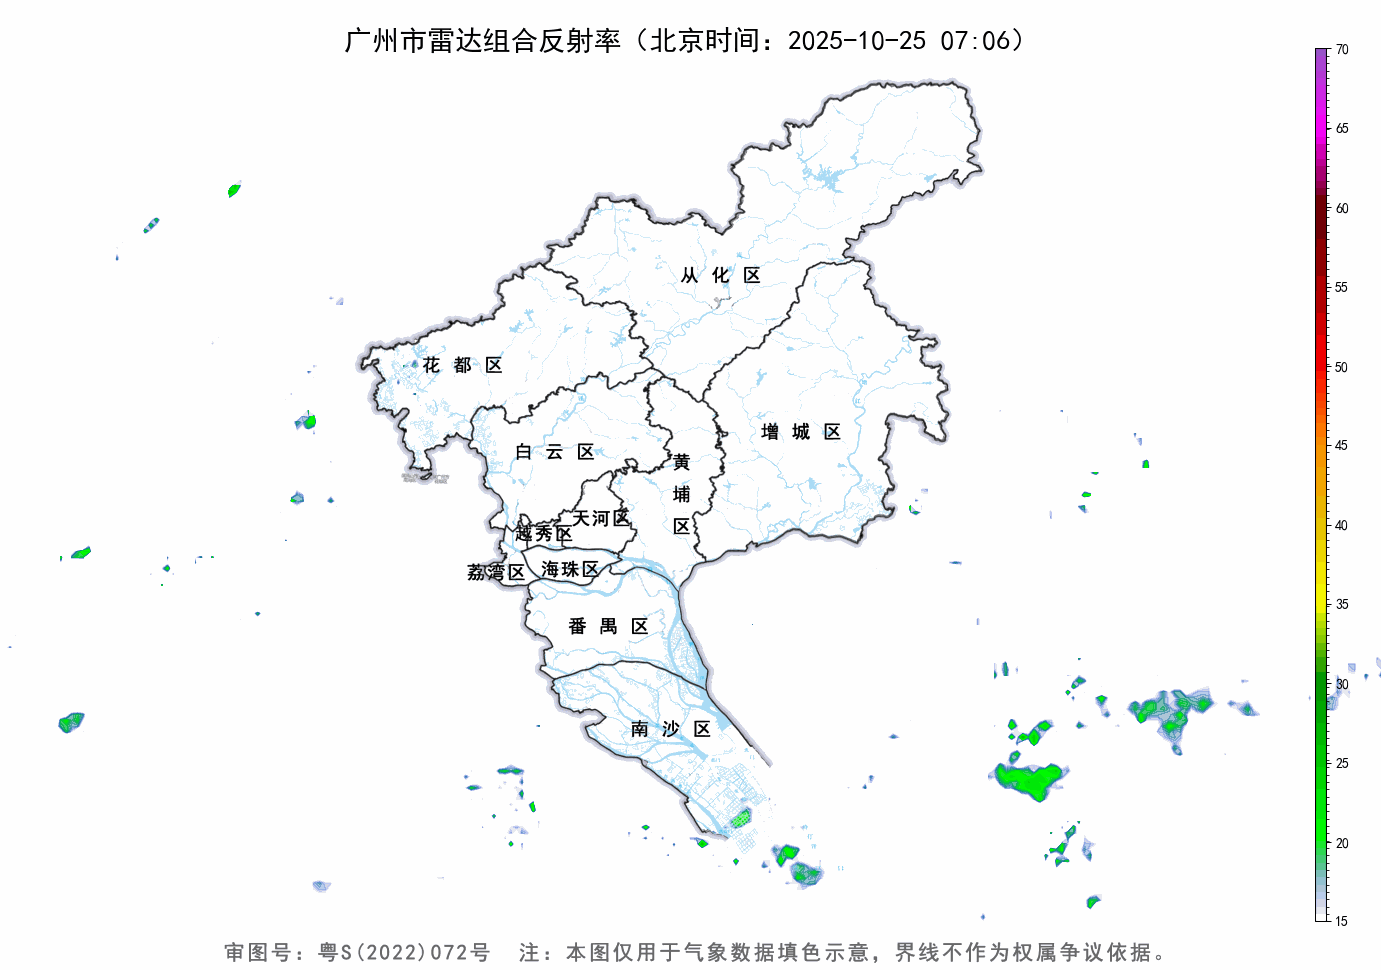 广州市雷达组合反射率（北京时间：2025-10-25 07:06）
70
65
60
55
50
45
40
35
30
25
20
15
从化区
花都区
增城区
白云区
黄埔区
天河区
越秀区
荔湾区
海珠区
番禺区
南沙区
审图号：粤S(2022)072号 注：本图仅用于气象数据填色示意，界线不作为权属争议依据。